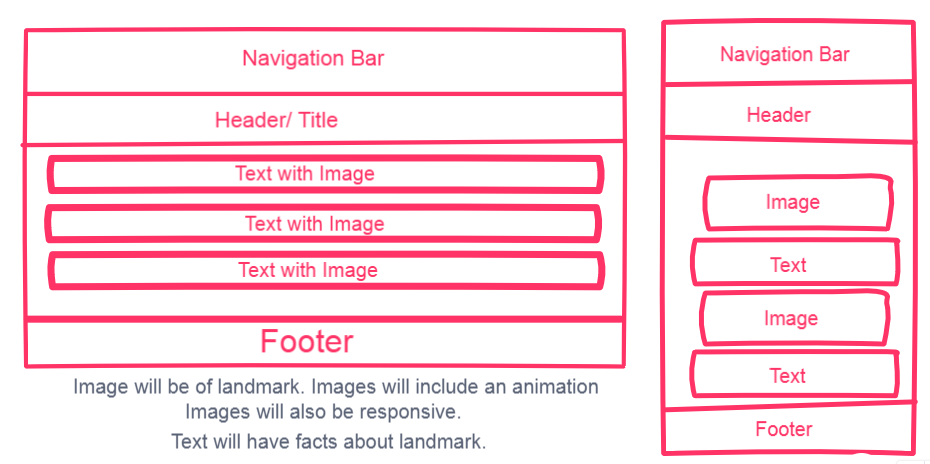 Navigation Bar
Header/ Title
Text with Image
Text with Image
Text with Image
Footer
Image will be of landmark. Images will include an animation
Images will also be responsive.
Text will have facts about landmark.
Navigation Bar
Header
Image
Text
Image
Text
Footer